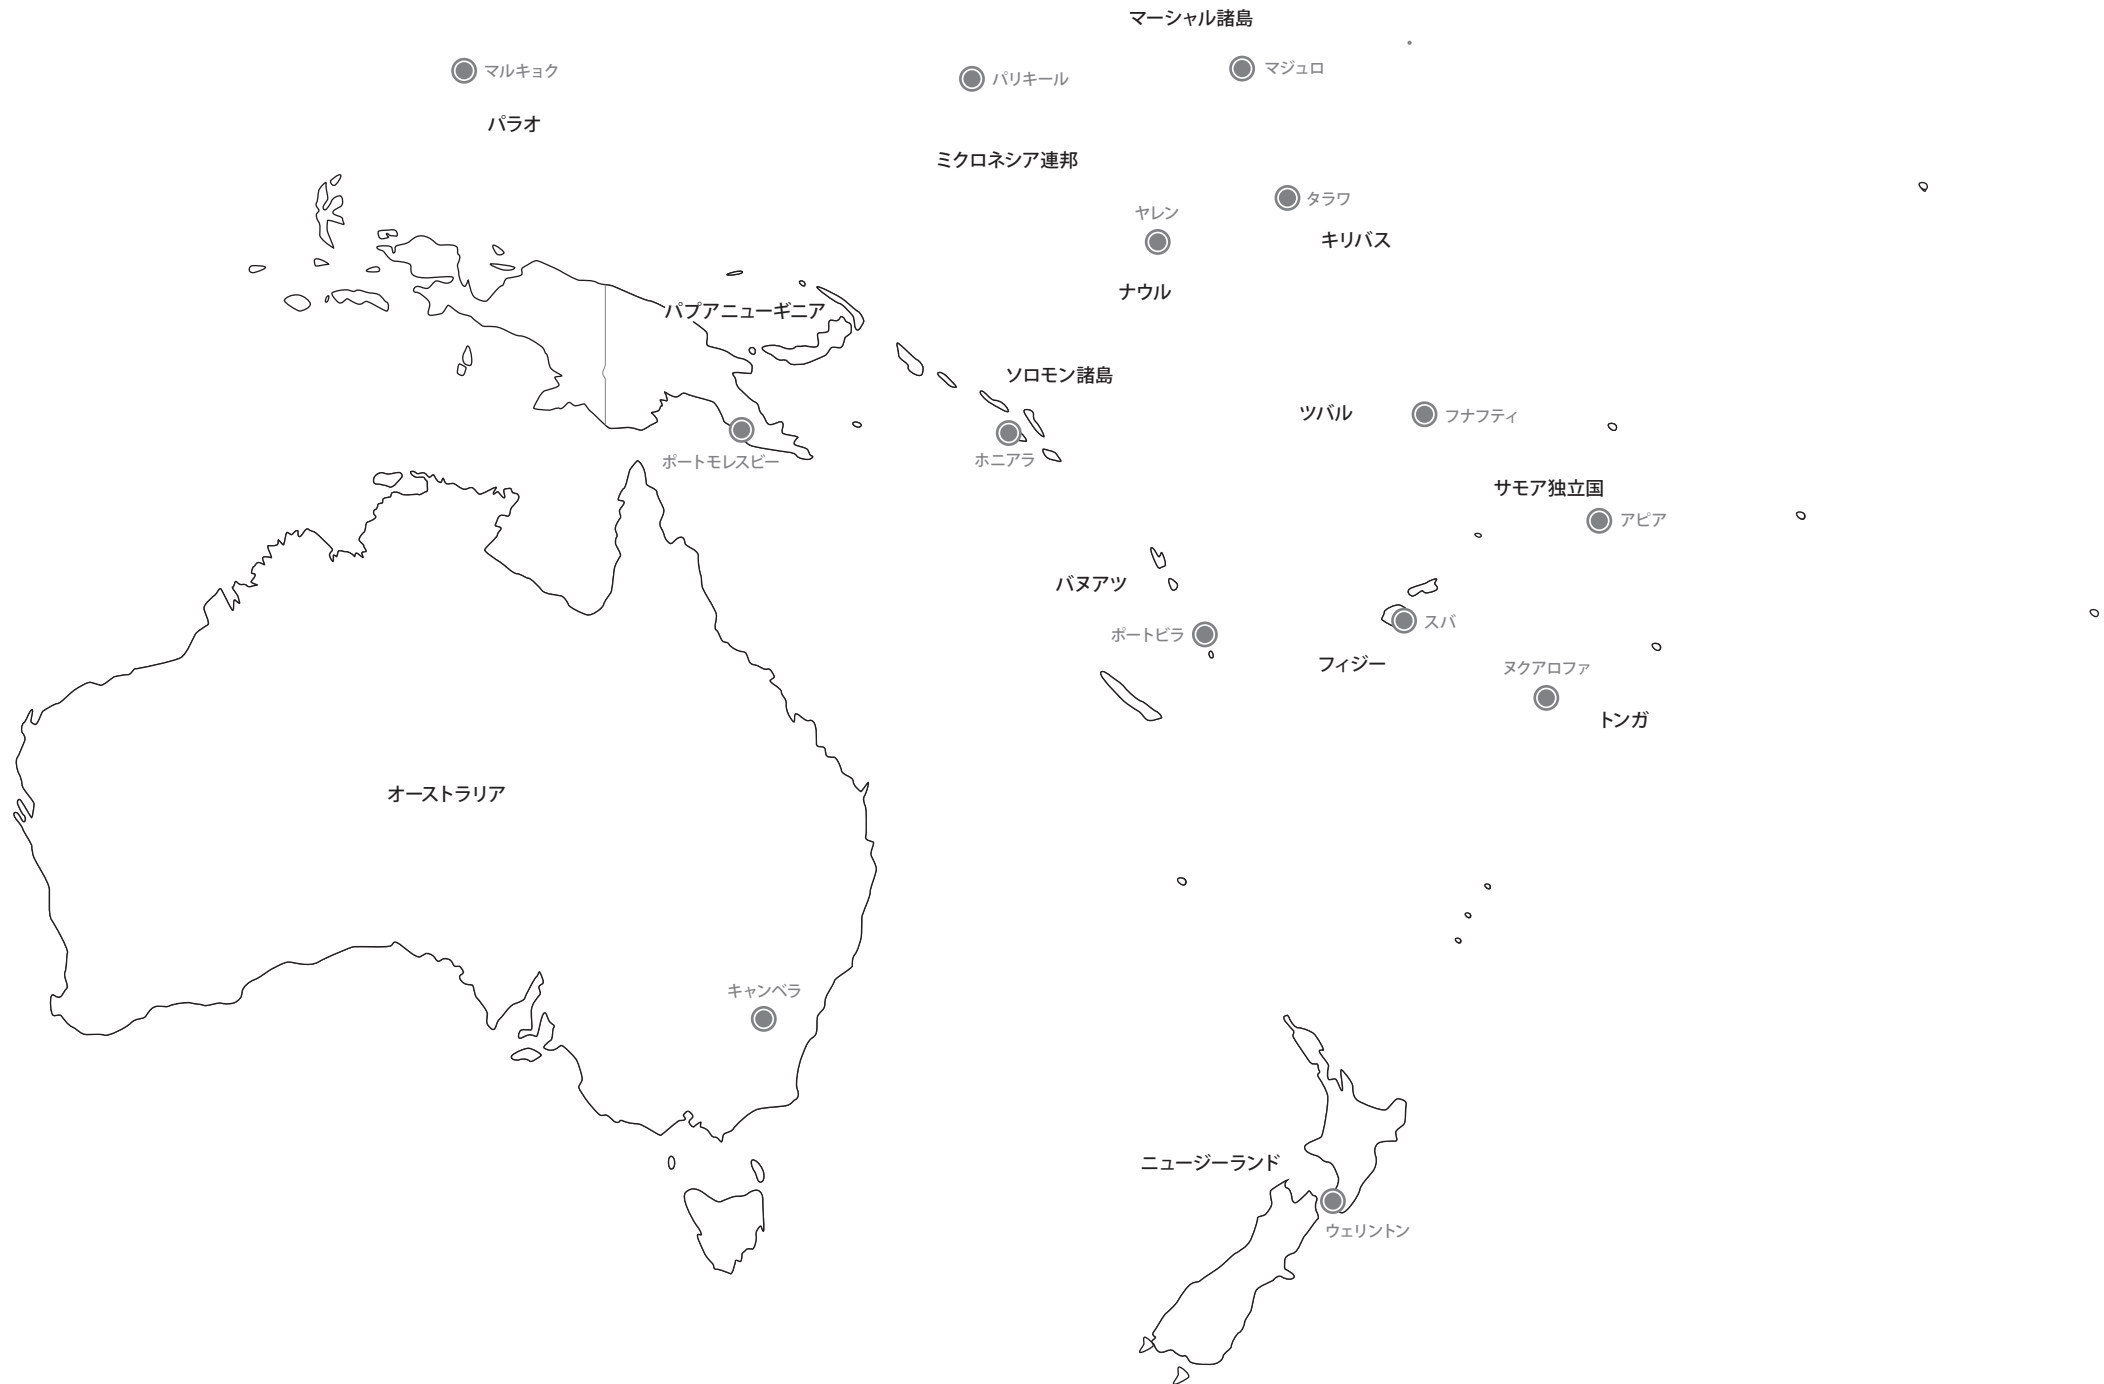 マーシャル諸島
マルキョク
パリキール
マジュロ
パラオ
ミクロネシア連邦
タラワ
ヤレン
キリバス
ナウル
パプアニューギニア
ソロモン諸島
ツバル
フナフティ
ポートモレスビー
ホニアラ
サモア独立国
アピア
バヌアツ
スバ
ポートビラ
フィジー
ヌクアロファ
トンガ
オーストラリア
キャンベラ
ニュージーランド
ウェリントン